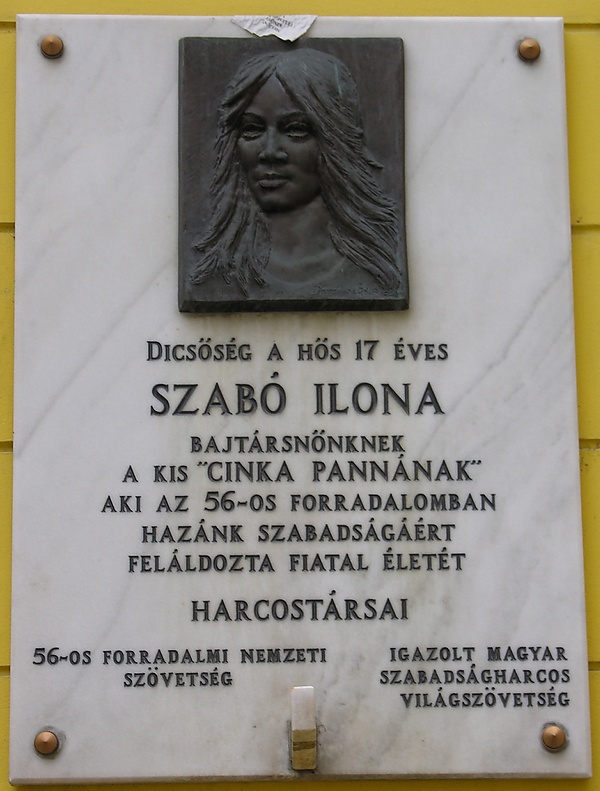 DICSŐSÉG A HŐS 17 ÉVES
SZABÓ ILONA
BAJTÁRSNŐNKNEK
A KIS "CINKA PANNÁNAK"
AKI AZ 56-OS FORRADALOMBAN
HAZÁNK SZABADSÁGÁÉRT
FELÁLDOZTA FIATAL ÉLETÉT
HARCOSTÁRSAI
56-OS FORRADALMI NEMZETI
SZÖVETSÉG
IGAZOLT MAGYAR
SZABADSÁGHARCOS
VILÁGSZÖVETSÉG